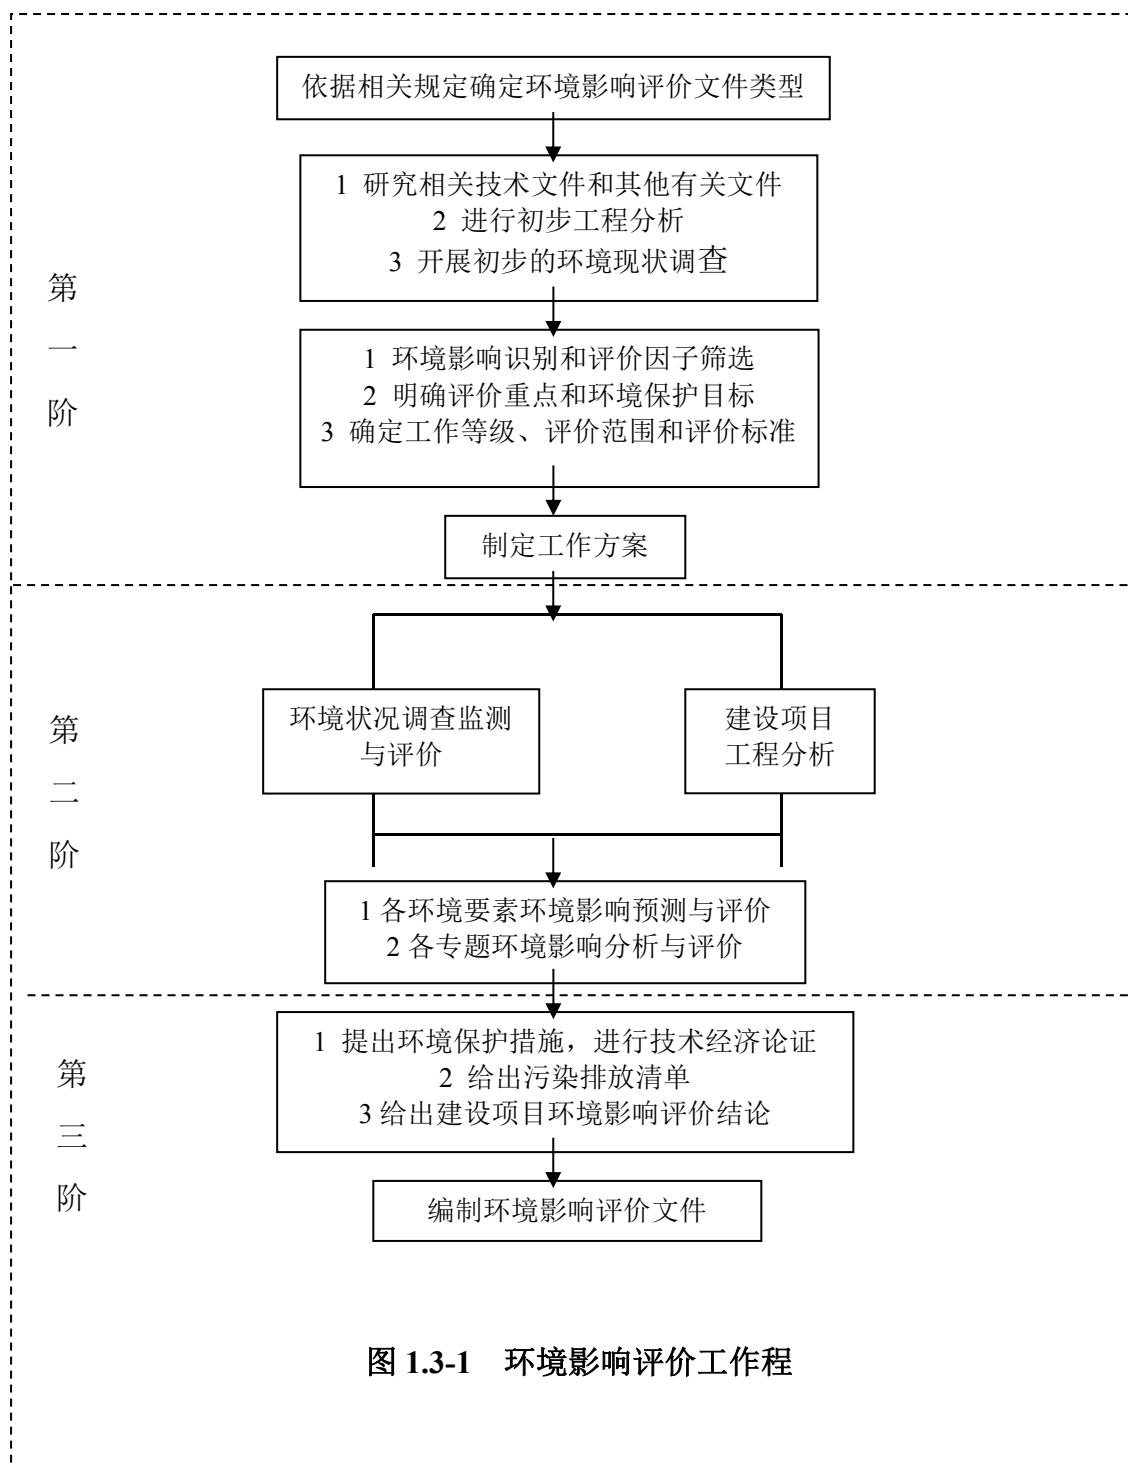 依据相关规定确定环境影响评价文件类型
1 研究相关技术文件和其他有关文件
2 进行初步工程分析
3 开展初步的环境现状调查
第
一
阶
1 环境影响识别和评价因子筛选
2 明确评价重点和环境保护目标
3 确定工作等级、评价范围和评价标准
制定工作方案
第
二
阶
环境状况调查监测
与评价
建设项目
工程分析
1 各环境要素环境影响预测与评价
2 各专题环境影响分析与评价
第
三
阶
1 提出环境保护措施，进行技术经济论证
2 给出污染排放清单
3 给出建设项目环境影响评价结论
编制环境影响评价文件
图 1.3-1 环境影响评价工作程